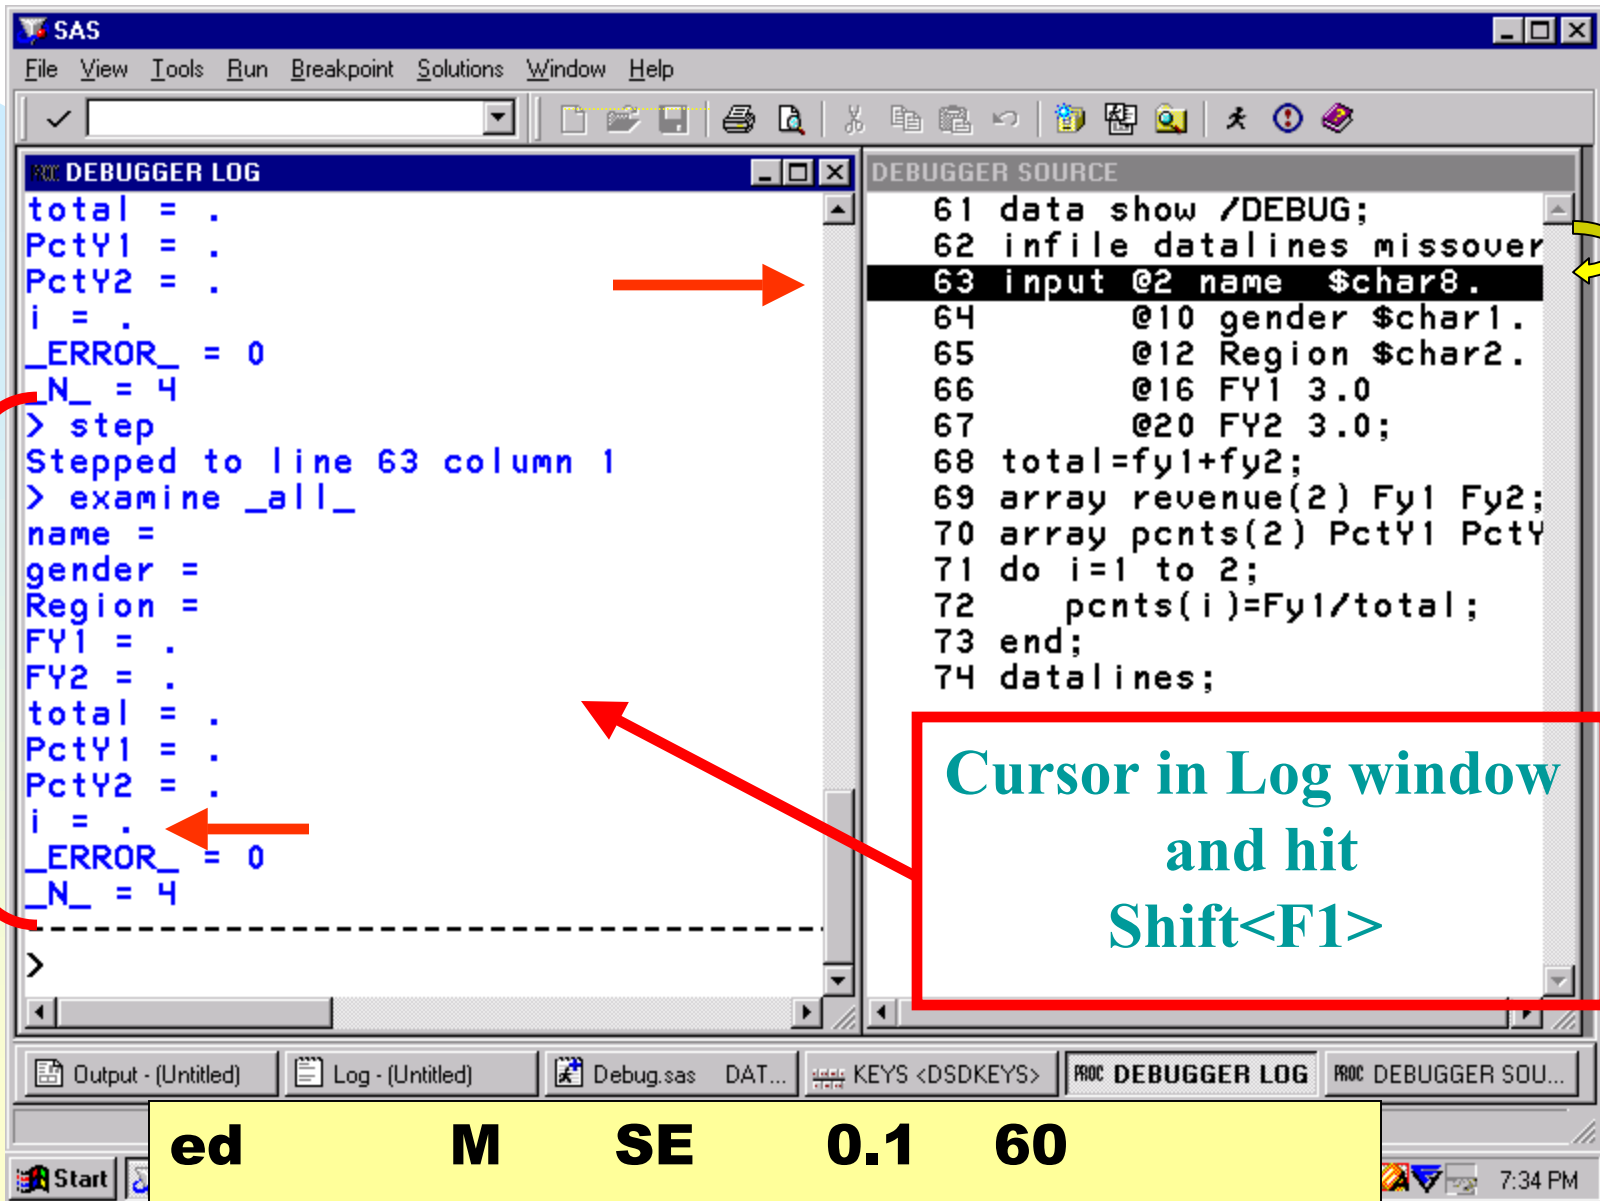 SAS
File View Tools Run Breakpoint Solutions Window Help
DEBUGGER LOG
total = .
PctY1 = .
PctY2 = .
i = .
_ERROR_ = 0
_N_ = 4
> step
Stepped to line 63 column 1
> examine _all_
name =
gender =
Region =
FY1 = .
FY2 = .
total = .
PctY1 = .
PctY2 = .
i = .
_ERROR_ = 0
_N_ = 4
>
DEBUGGER SOURCE
61 data show /DEBUG;
62 infile datalines missover
63 input @2 name $char8.
64 @10 gender $char1.
65 @12 Region $char2.
66 @16 FY1 3.0
67 @20 FY2 3.0;
68 total=fy1+fy2;
69 array revenue(2) Fy1 Fy2;
70 array pcnts(2) PctY1 PctY
71 do i=1 to 2;
72 pcnts(i)=Fy1/total;
73 end;
74 datalines;
Cursor in Log window
and hit
Shift<F1>
Output - (Untitled) Log - (Untitled) Debug.sas DAT... KEYS <DSDKEYS> PROC DEBUGGER LOG PROC DEBUGGER SOU...
ed M SE 0.1 60
Start 7:34 PM